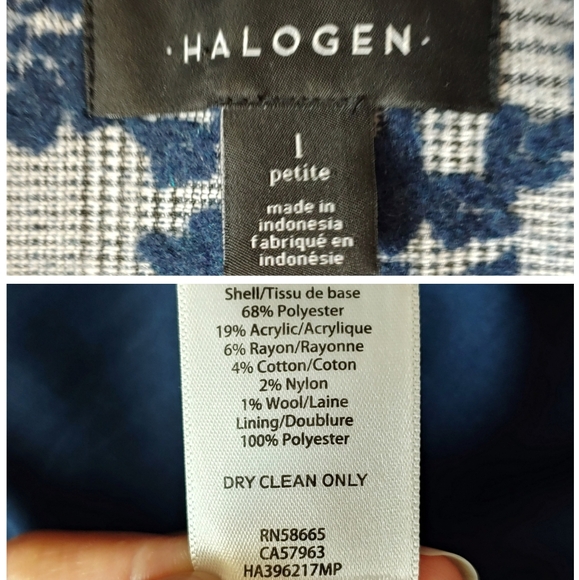 ·HALOGEN·
l
petite
made in
indonesia
fabriqué en
indonésie
Shell/Tissu de base
68% Polyester
19% Acrylic/Acrylique
6% Rayon/Rayonne
4% Cotton/Coton
2% Nylon
1% Wool/Laine
Lining/Doublure
100% Polyester
DRY CLEAN ONLY
RN58665
CA57963
HA396217MP